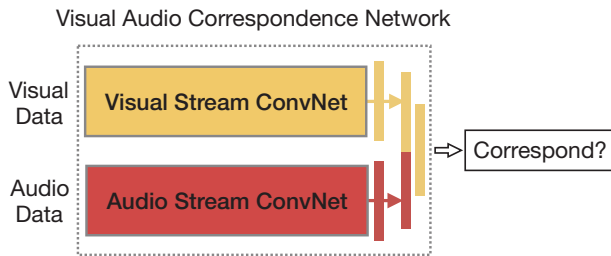 Visual Audio Correspondence Network
Visual
Data
Visual Stream ConvNet
Correspond?
Audio
Data
Audio Stream ConvNet